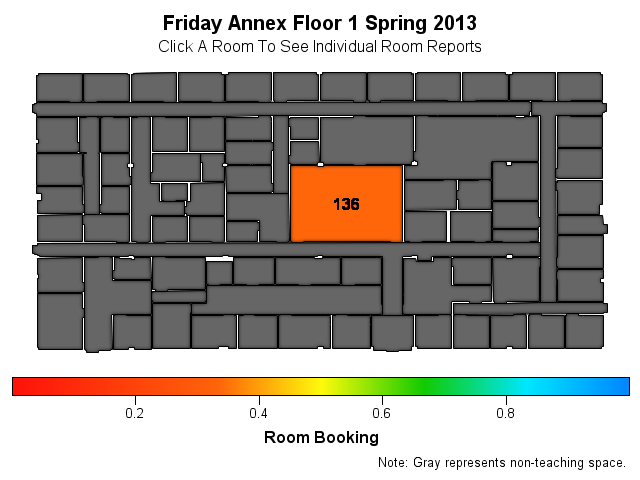 Friday Annex Floor 1 Spring 2013
Click A Room To See Individual Room Reports
136
0.2 0.4 0.6 0.8
Room Booking
Note: Gray represents non-teaching space.